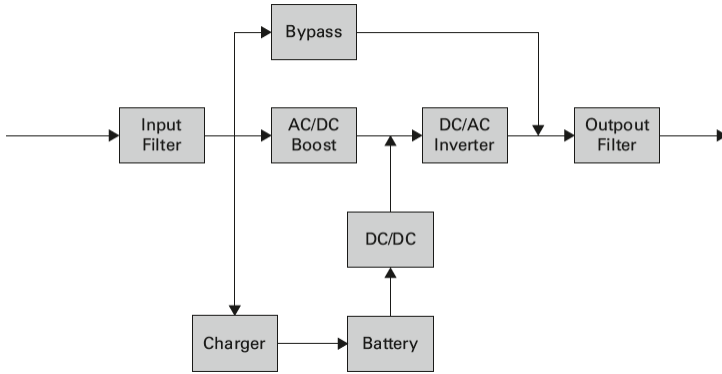 Bypass
Input
Filter
AC/DC
Boost
DC/AC
Inverter
Outpout
Filter
DC/DC
Charger
Battery